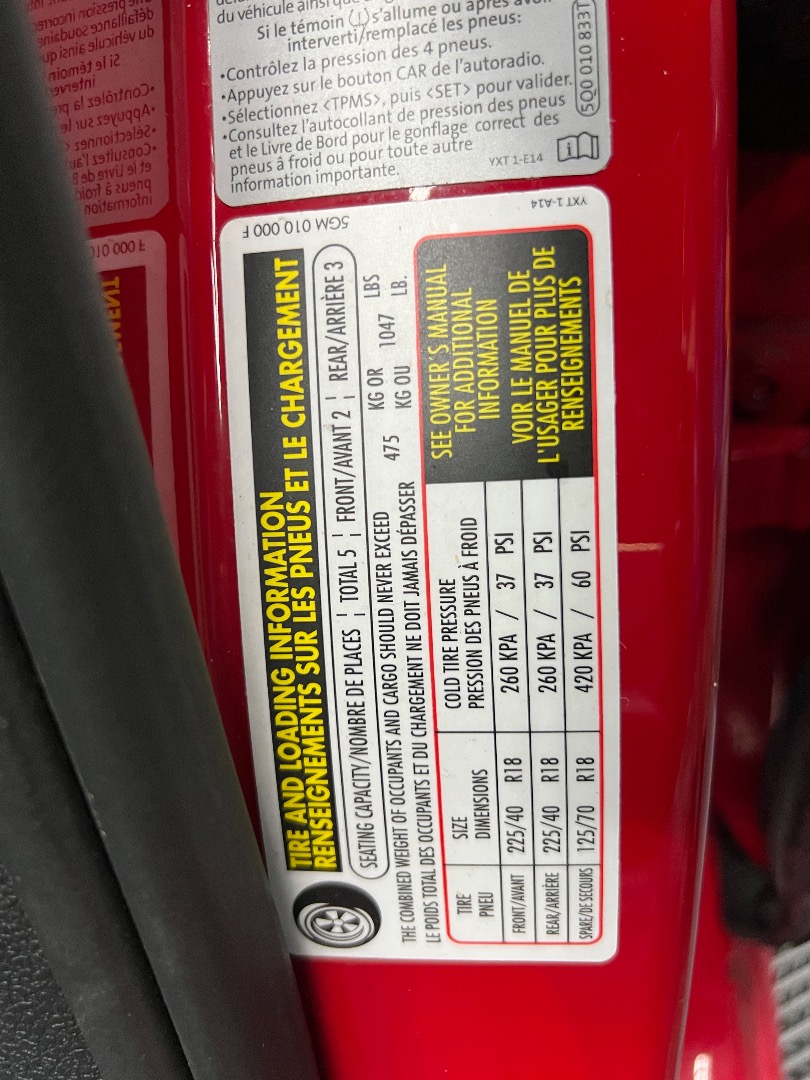 du véhicule ainsi que
Si le témoin (!) s'allume ou après avoir
interverti/remplacé les pneus:
•Contrôlez la pression des 4 pneus.
•Appuyez sur le bouton CAR de l'autoradio.
•Sélectionnez <TPMS>, puis <SET> pour valider.
•Consultez l'autocollant de pression des pneus
et le Livre de Bord pour le gonflage correct des
pneus à froid ou pour toute autre
information importante.
YXT 1-E14
5Q0 010 833T
5GM 010 000 F
YXT 1-A14
TIRE AND LOADING INFORMATION
RENSEIGNEMENTS SUR LES PNEUS ET LE CHARGEMENT
SEATING CAPACITY/NOMBRE DE PLACES ¦ TOTAL 5 ¦ FRONT/AVANT 2 ¦ REAR/ARRIÈRE 3
THE COMBINED WEIGHT OF OCCUPANTS AND CARGO SHOULD NEVER EXCEED 475 KG OR 1047 LBS
LE POIDS TOTAL DES OCCUPANTS ET DU CHARGEMENT NE DOIT JAMAIS DÉPASSER KG OU LB.
TIRE SIZE COLD TIRE PRESSURE
PNEU DIMENSIONS PRESSION DES PNEUS À FROID
FRONT/AVANT 225/40 R18 260 KPA / 37 PSI
REAR/ARRIÈRE 225/40 R18 260 KPA / 37 PSI
SPARE/DE SECOURS 125/70 R18 420 KPA / 60 PSI
SEE OWNER'S MANUAL
FOR ADDITIONAL
INFORMATION
VOIR LE MANUEL DE
L'USAGER POUR PLUS DE
RENSEIGNEMENTS